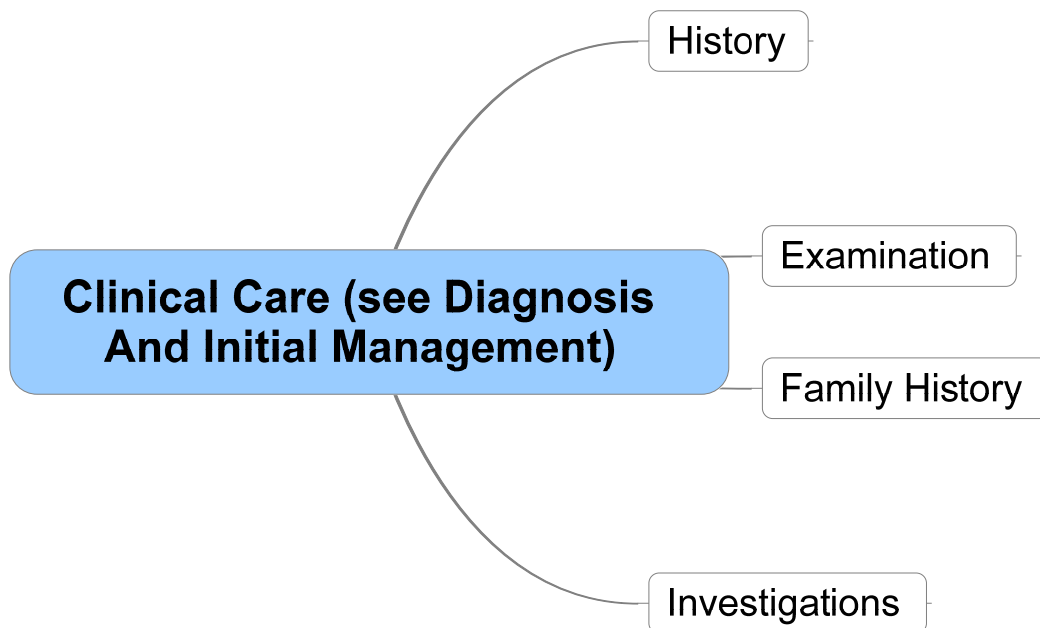 History
Examination
Clinical Care (see Diagnosis
And Initial Management)
Family History
Investigations